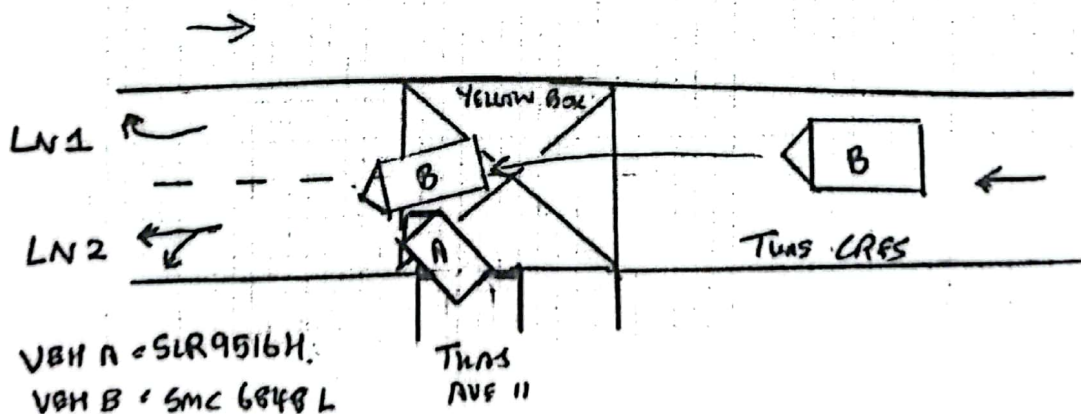 YELLOW BOX
LN1
B
B
LN2
A
TUAS CRES
VEH A = SLR9516H.
TUAS
AVE 11
VEH B = SMC 6848 L